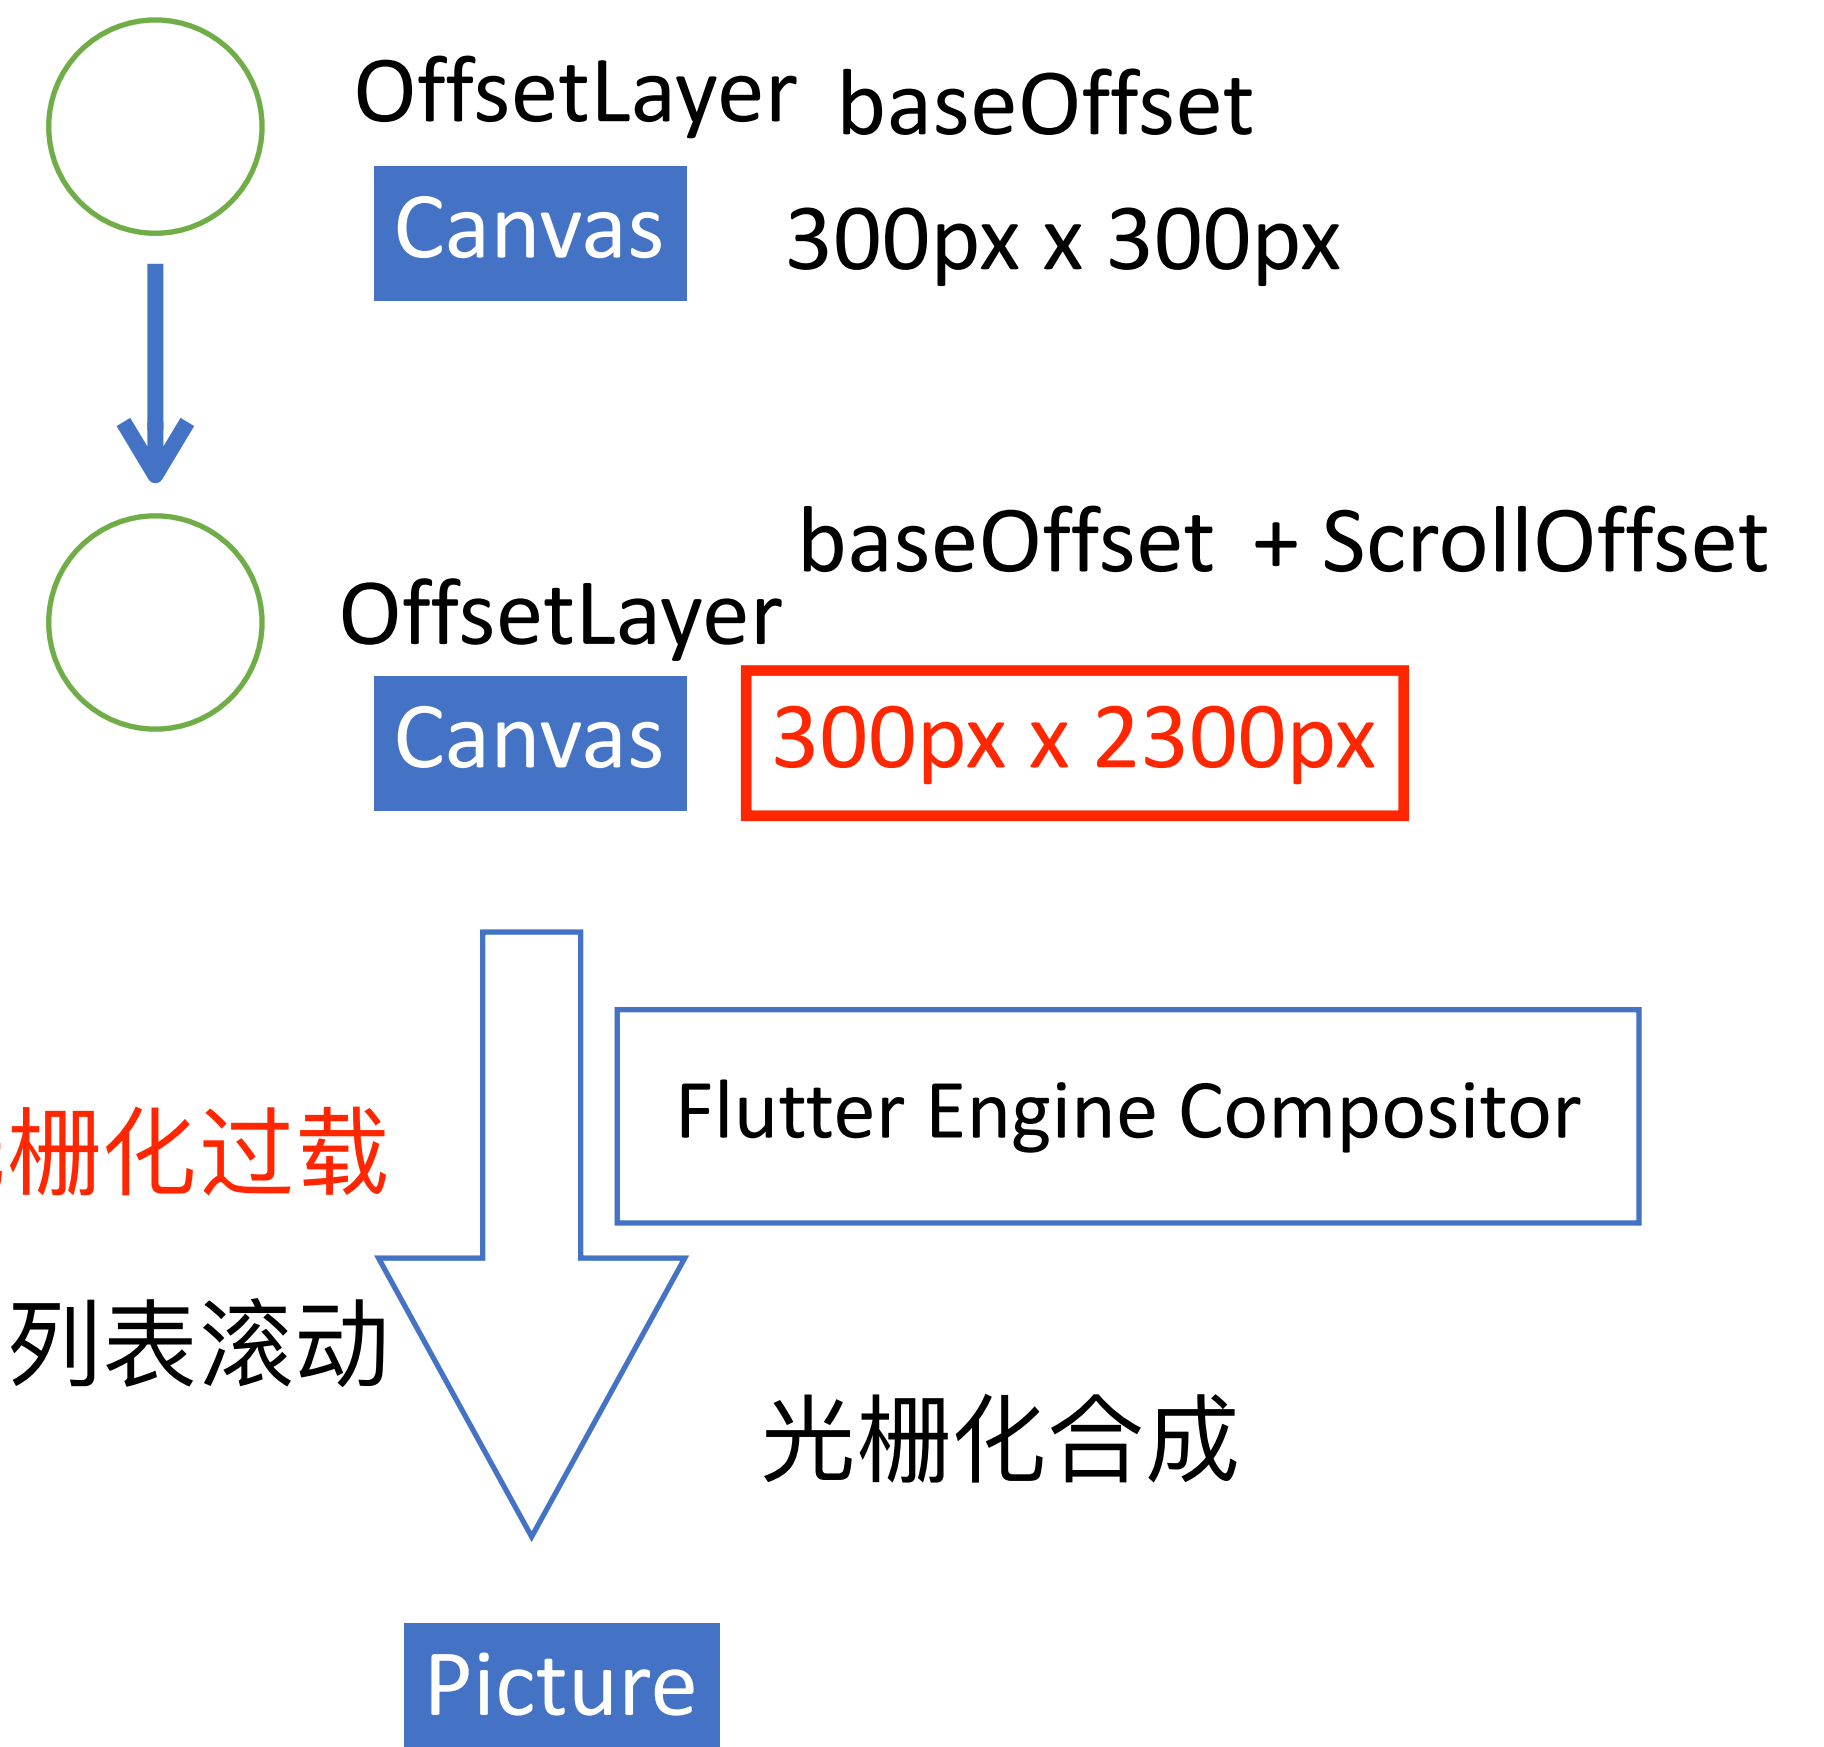 OffsetLayer baseOffset
Canvas
300px x 300px
baseOffset + ScrollOffset
OffsetLayer
Canvas
300px x 2300px
Flutter Engine Compositor
栅化过载
列表滚动
光栅化合成
Picture